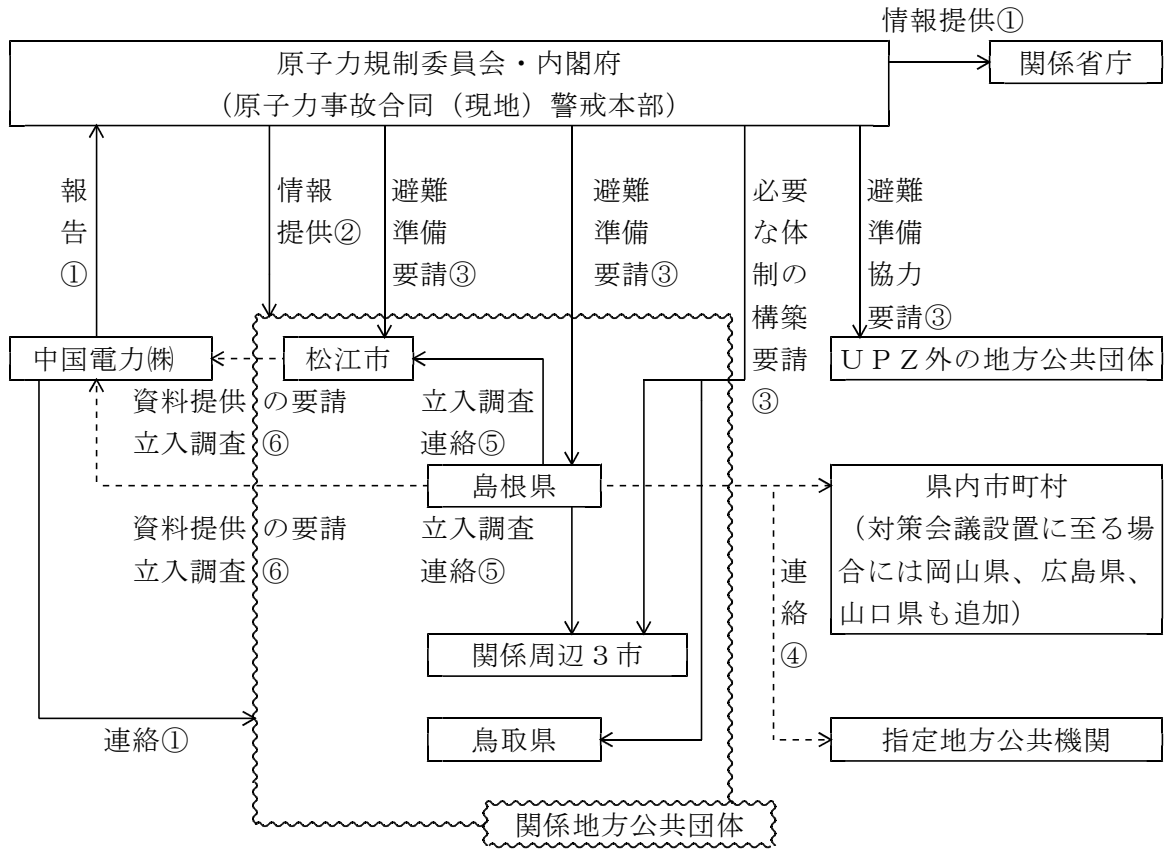 情報提供①
原子力規制委員会・内閣府
（原子力事故合同（現地）警戒本部）
関係省庁
報
告
①
情報
提供②
避難
準備
要請③
避難
準備
要請③
必要
な体
制の
構築
要請
③
避難
準備
協力
要請③
中国電力㈱
松江市
ＵＰＺ外の地方公共団体
資料提供の要請
立入調査⑥
立入調査
連絡⑤
島根県
県内市町村
（対策会議設置に至る場
合には岡山県、広島県、
山口県も追加）
資料提供の要請
立入調査⑥
立入調査
連絡⑤
連
絡
④
関係周辺３市
連絡①
鳥取県
指定地方公共機関
関係地方公共団体